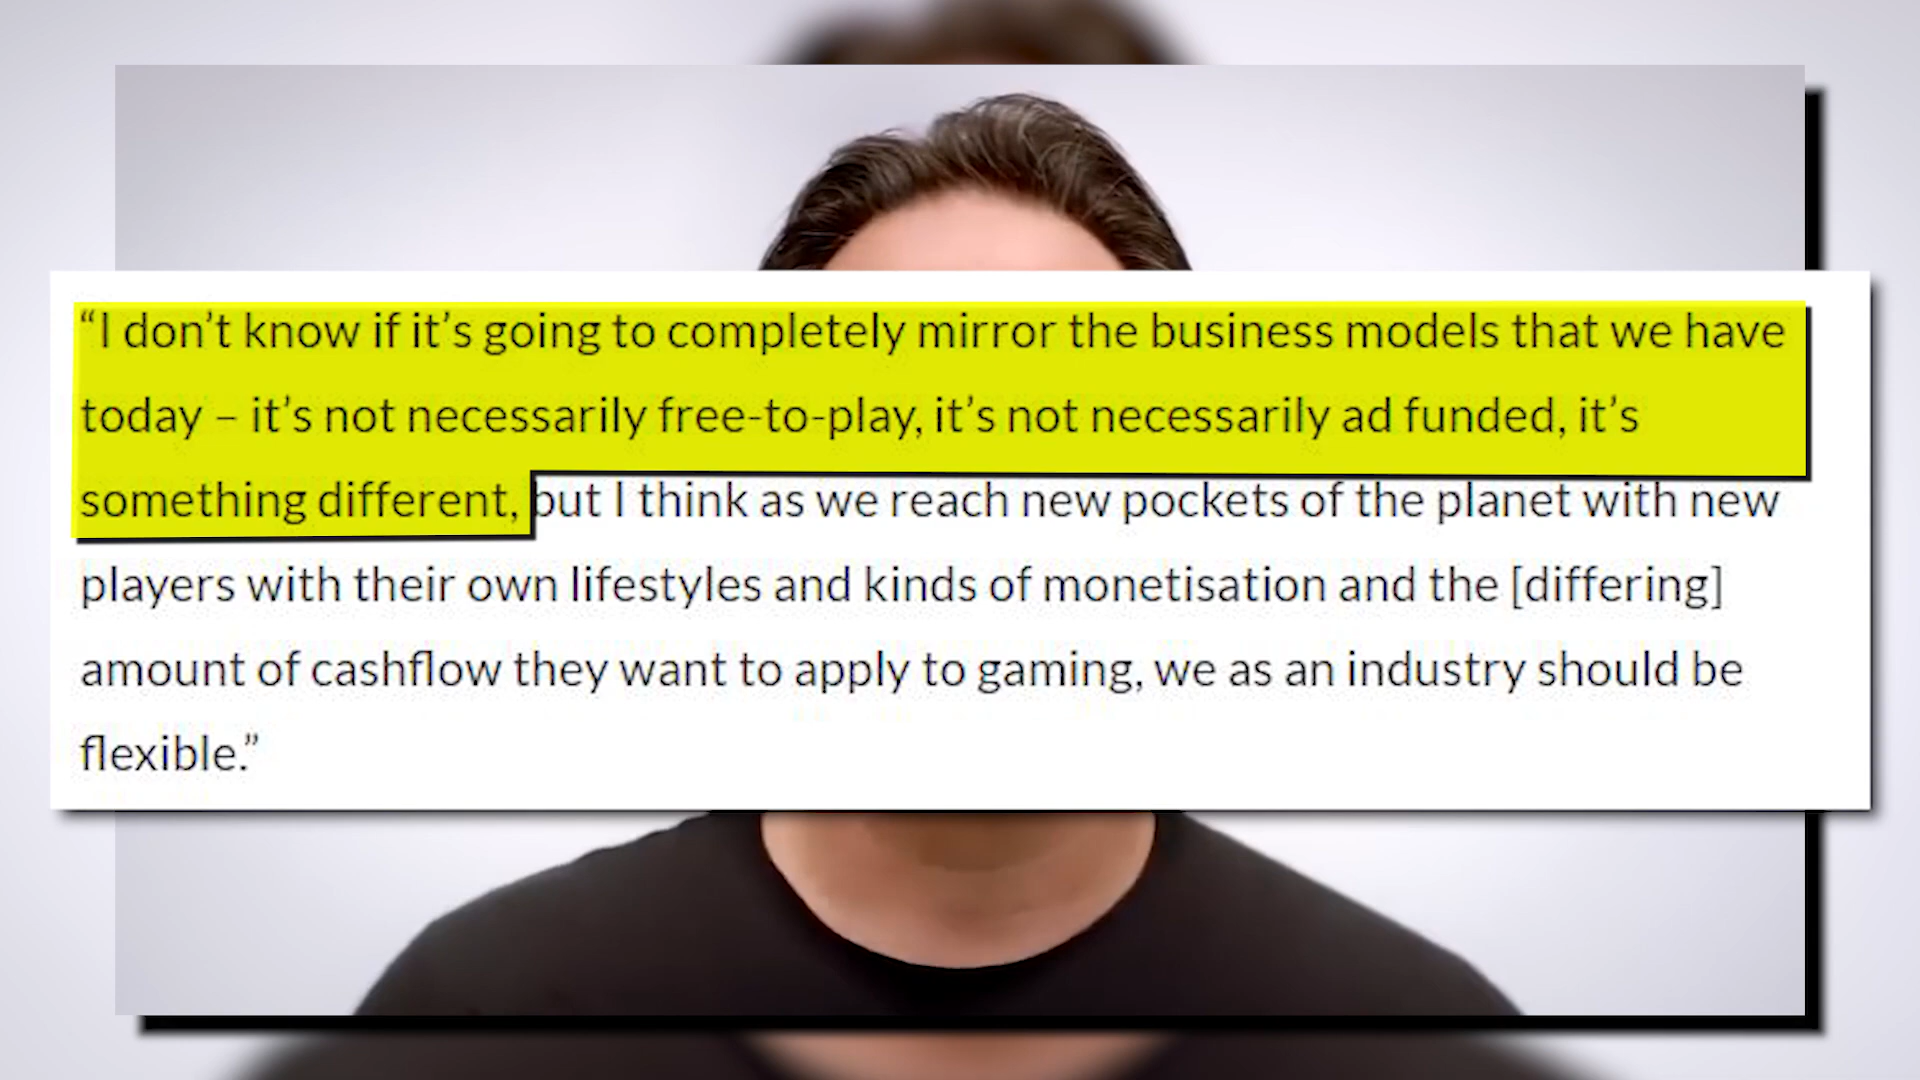 “I don’t know if it’s going to completely mirror the business models that we have
today – it’s not necessarily free-to-play, it’s not necessarily ad funded, it’s
something different, but I think as we reach new pockets of the planet with new
players with their own lifestyles and kinds of monetisation and the [differing]
amount of cashflow they want to apply to gaming, we as an industry should be
flexible.”